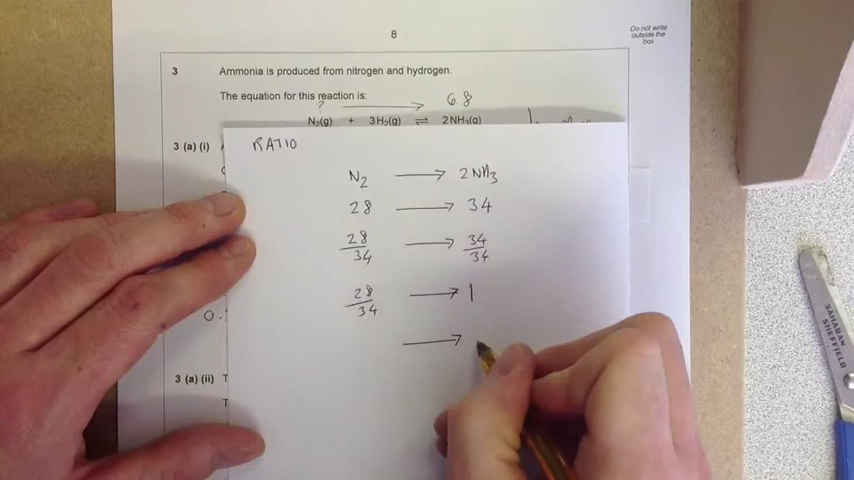 8
Do not write
outside the
box
3 Ammonia is produced from nitrogen and hydrogen.
The equation for this reaction is:
? → 6.8
N₂(g) + 3H₂(g) ⇌ 2NH₃(g)
3 (a) (i)
RATIO
N₂ → 2NH₃
28 → 34
28/34 → 34/34
28/34 → 1
→
0.
3 (a) (ii) T
T
SAHARAN
SHEFFIELD